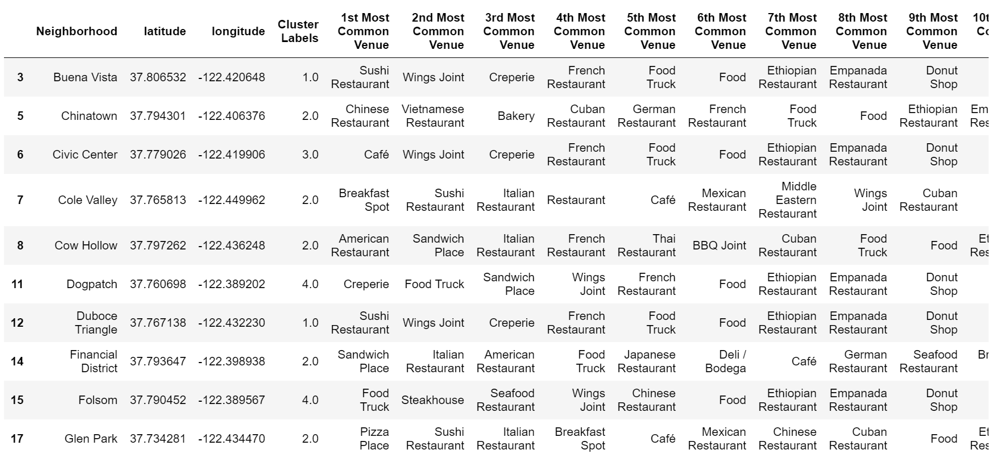 Neighborhood latitude longitude Cluster Labels 1st Most Common Venue 2nd Most Common Venue 3rd Most Common Venue 4th Most Common Venue 5th Most Common Venue 6th Most Common Venue 7th Most Common Venue 8th Most Common Venue 9th Most Common Venue
3 Buena Vista 37.806532 -122.420648 1.0 Sushi Restaurant Wings Joint Creperie French Restaurant Food Truck Food Ethiopian Restaurant Empanada Restaurant Donut Shop
5 Chinatown 37.794301 -122.406376 2.0 Chinese Restaurant Vietnamese Restaurant Bakery Cuban Restaurant German Restaurant French Restaurant Food Truck Food Ethiopian Restaurant
6 Civic Center 37.779026 -122.419906 3.0 Café Wings Joint Creperie French Restaurant Food Truck Food Ethiopian Restaurant Empanada Restaurant Donut Shop
7 Cole Valley 37.765813 -122.449962 2.0 Breakfast Spot Sushi Restaurant Italian Restaurant Restaurant Café Mexican Restaurant Middle Eastern Restaurant Wings Joint Cuban Restaurant
8 Cow Hollow 37.797262 -122.436248 2.0 American Restaurant Sandwich Place Italian Restaurant French Restaurant Thai Restaurant BBQ Joint Cuban Restaurant Food Truck Food
11 Dogpatch 37.760698 -122.389202 4.0 Creperie Food Truck Sandwich Place Wings Joint French Restaurant Food Ethiopian Restaurant Empanada Restaurant Donut Shop
12 Duboce Triangle 37.767138 -122.432230 1.0 Sushi Restaurant Wings Joint Creperie French Restaurant Food Truck Food Ethiopian Restaurant Empanada Restaurant Donut Shop
14 Financial District 37.793647 -122.398938 2.0 Sandwich Place Italian Restaurant American Restaurant Food Truck Japanese Restaurant Deli / Bodega Café German Restaurant Seafood Restaurant
15 Folsom 37.790452 -122.389567 4.0 Food Truck Steakhouse Seafood Restaurant Wings Joint Chinese Restaurant Food Ethiopian Restaurant Empanada Restaurant Donut Shop
17 Glen Park 37.734281 -122.434470 2.0 Pizza Place Sushi Restaurant Italian Restaurant Breakfast Spot Café Mexican Restaurant Chinese Restaurant Cuban Restaurant Food